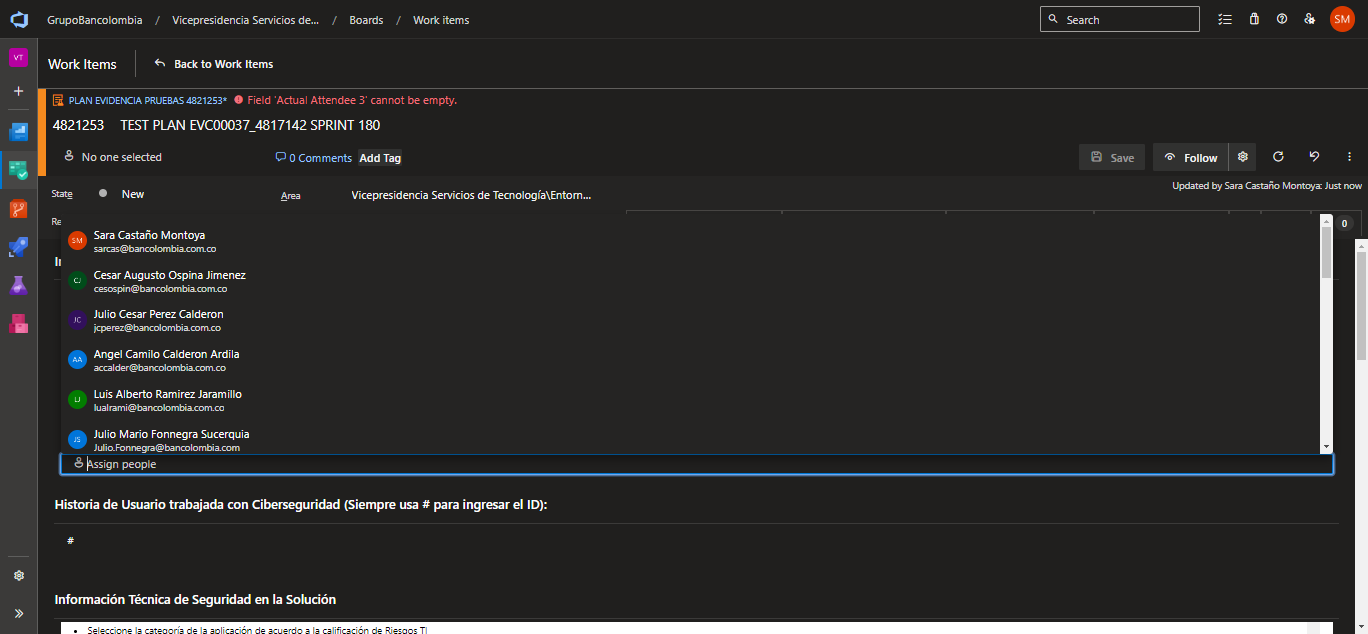 GrupoBancolombia / Vicepresidencia Servicios de... / Boards / Work items
Search
SM
VT
Work Items
Back to Work Items
PLAN EVIDENCIA PRUEBAS 4821253*
Field 'Actual Attendee 3' cannot be empty.
4821253 TEST PLAN EVC00037_4817142 SPRINT 180
No one selected
0 Comments
Add Tag
Save
Follow
State
New
Area
Vicepresidencia Servicios de Tecnología\Entorn...
Updated by Sara Castaño Montoya: Just now
Re
0
SM
Sara Castaño Montoya
sarcas@bancolombia.com.co
CJ
Cesar Augusto Ospina Jimenez
cesospin@bancolombia.com.co
JC
Julio Cesar Perez Calderon
jcperez@bancolombia.com.co
AA
Angel Camilo Calderon Ardila
accalder@bancolombia.com.co
LJ
Luis Alberto Ramirez Jaramillo
lualrami@bancolombia.com.co
JS
Julio Mario Fonnegra Sucerquia
Julio.Fonnegra@bancolombia.com
Assign people
Historia de Usuario trabajada con Ciberseguridad (Siempre usa # para ingresar el ID):
#
Información Técnica de Seguridad en la Solución
• Seleccione la categoría de la aplicación de acuerdo a la calificación de Riesgos TI